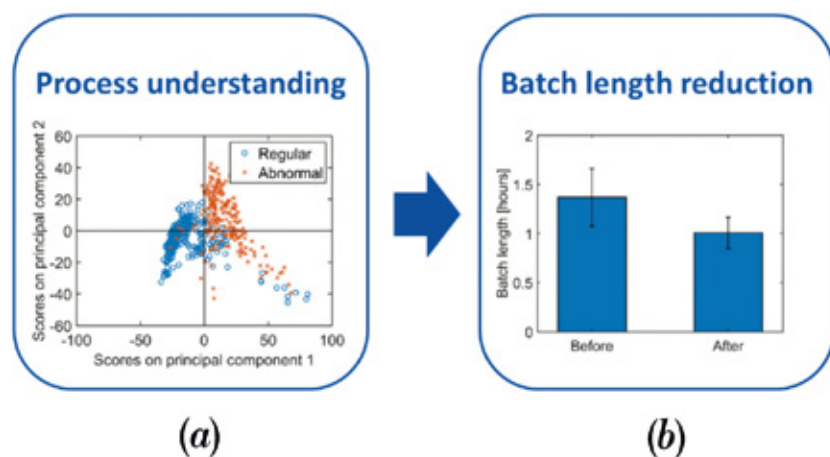 Process understanding
Scores on principal component 2
60
40
20
0
-20
-40
-60
Regular
Abnormal
-100
-50
0
50
100
Scores on principal component 1
(a)
Batch length reduction
Batch length [hours]
2
1.5
1
0.5
0
Before
After
(b)